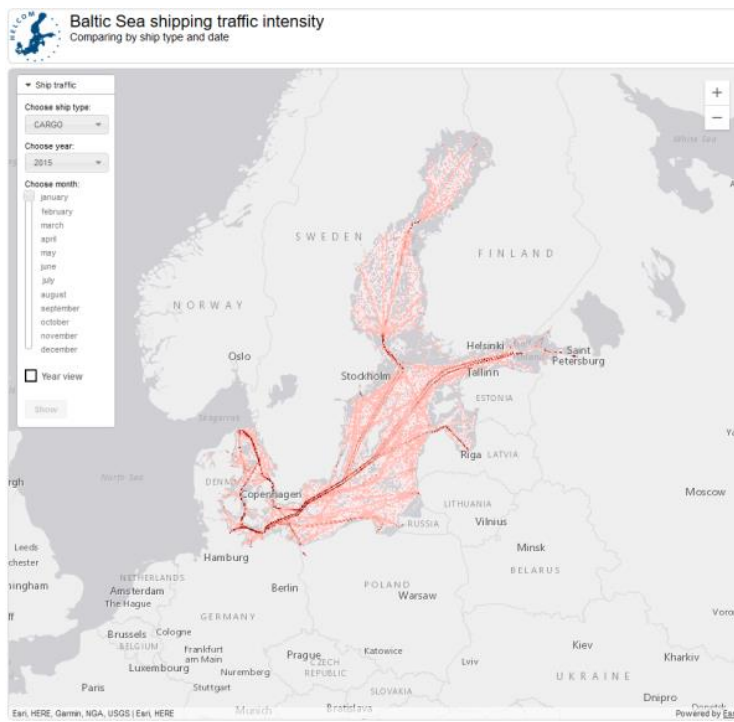 HELCOM
Baltic Sea shipping traffic intensity
Comparing by ship type and date
Ship traffic
Choose ship type:
CARGO
Choose year:
2015
Choose month:
january
february
march
april
may
june
july
august
september
october
november
december
Year view
Show
+
−
White Sea
SWEDEN
FINLAND
NORWAY
Oslo
Helsinki
Saint
Petersburg
Stockholm
Tallinn
ESTONIA
Skagerrak
North Sea
Riga
LATVIA
Copenhagen
Moscow
LITHUANIA
RUSSIA
Vilnius
Minsk
Leeds
Hamburg
BELARUS
NETHERLANDS
Amsterdam
The Hague
Berlin
POLAND
Warsaw
GERMANY
Brussels
Cologne
BELGIUM
Frankfurt
am Main
Prague
Katowice
Kiev
Kharkiv
Luxembourg
Nuremberg
CZECH
REPUBLIC
Lviv
UKRAINE
Paris
Stuttgart
SLOVAKIA
Dnipro
Munich
Bratislava
Esri, HERE, Garmin, NGA, USGS | Esri, HERE
Powered by Esri